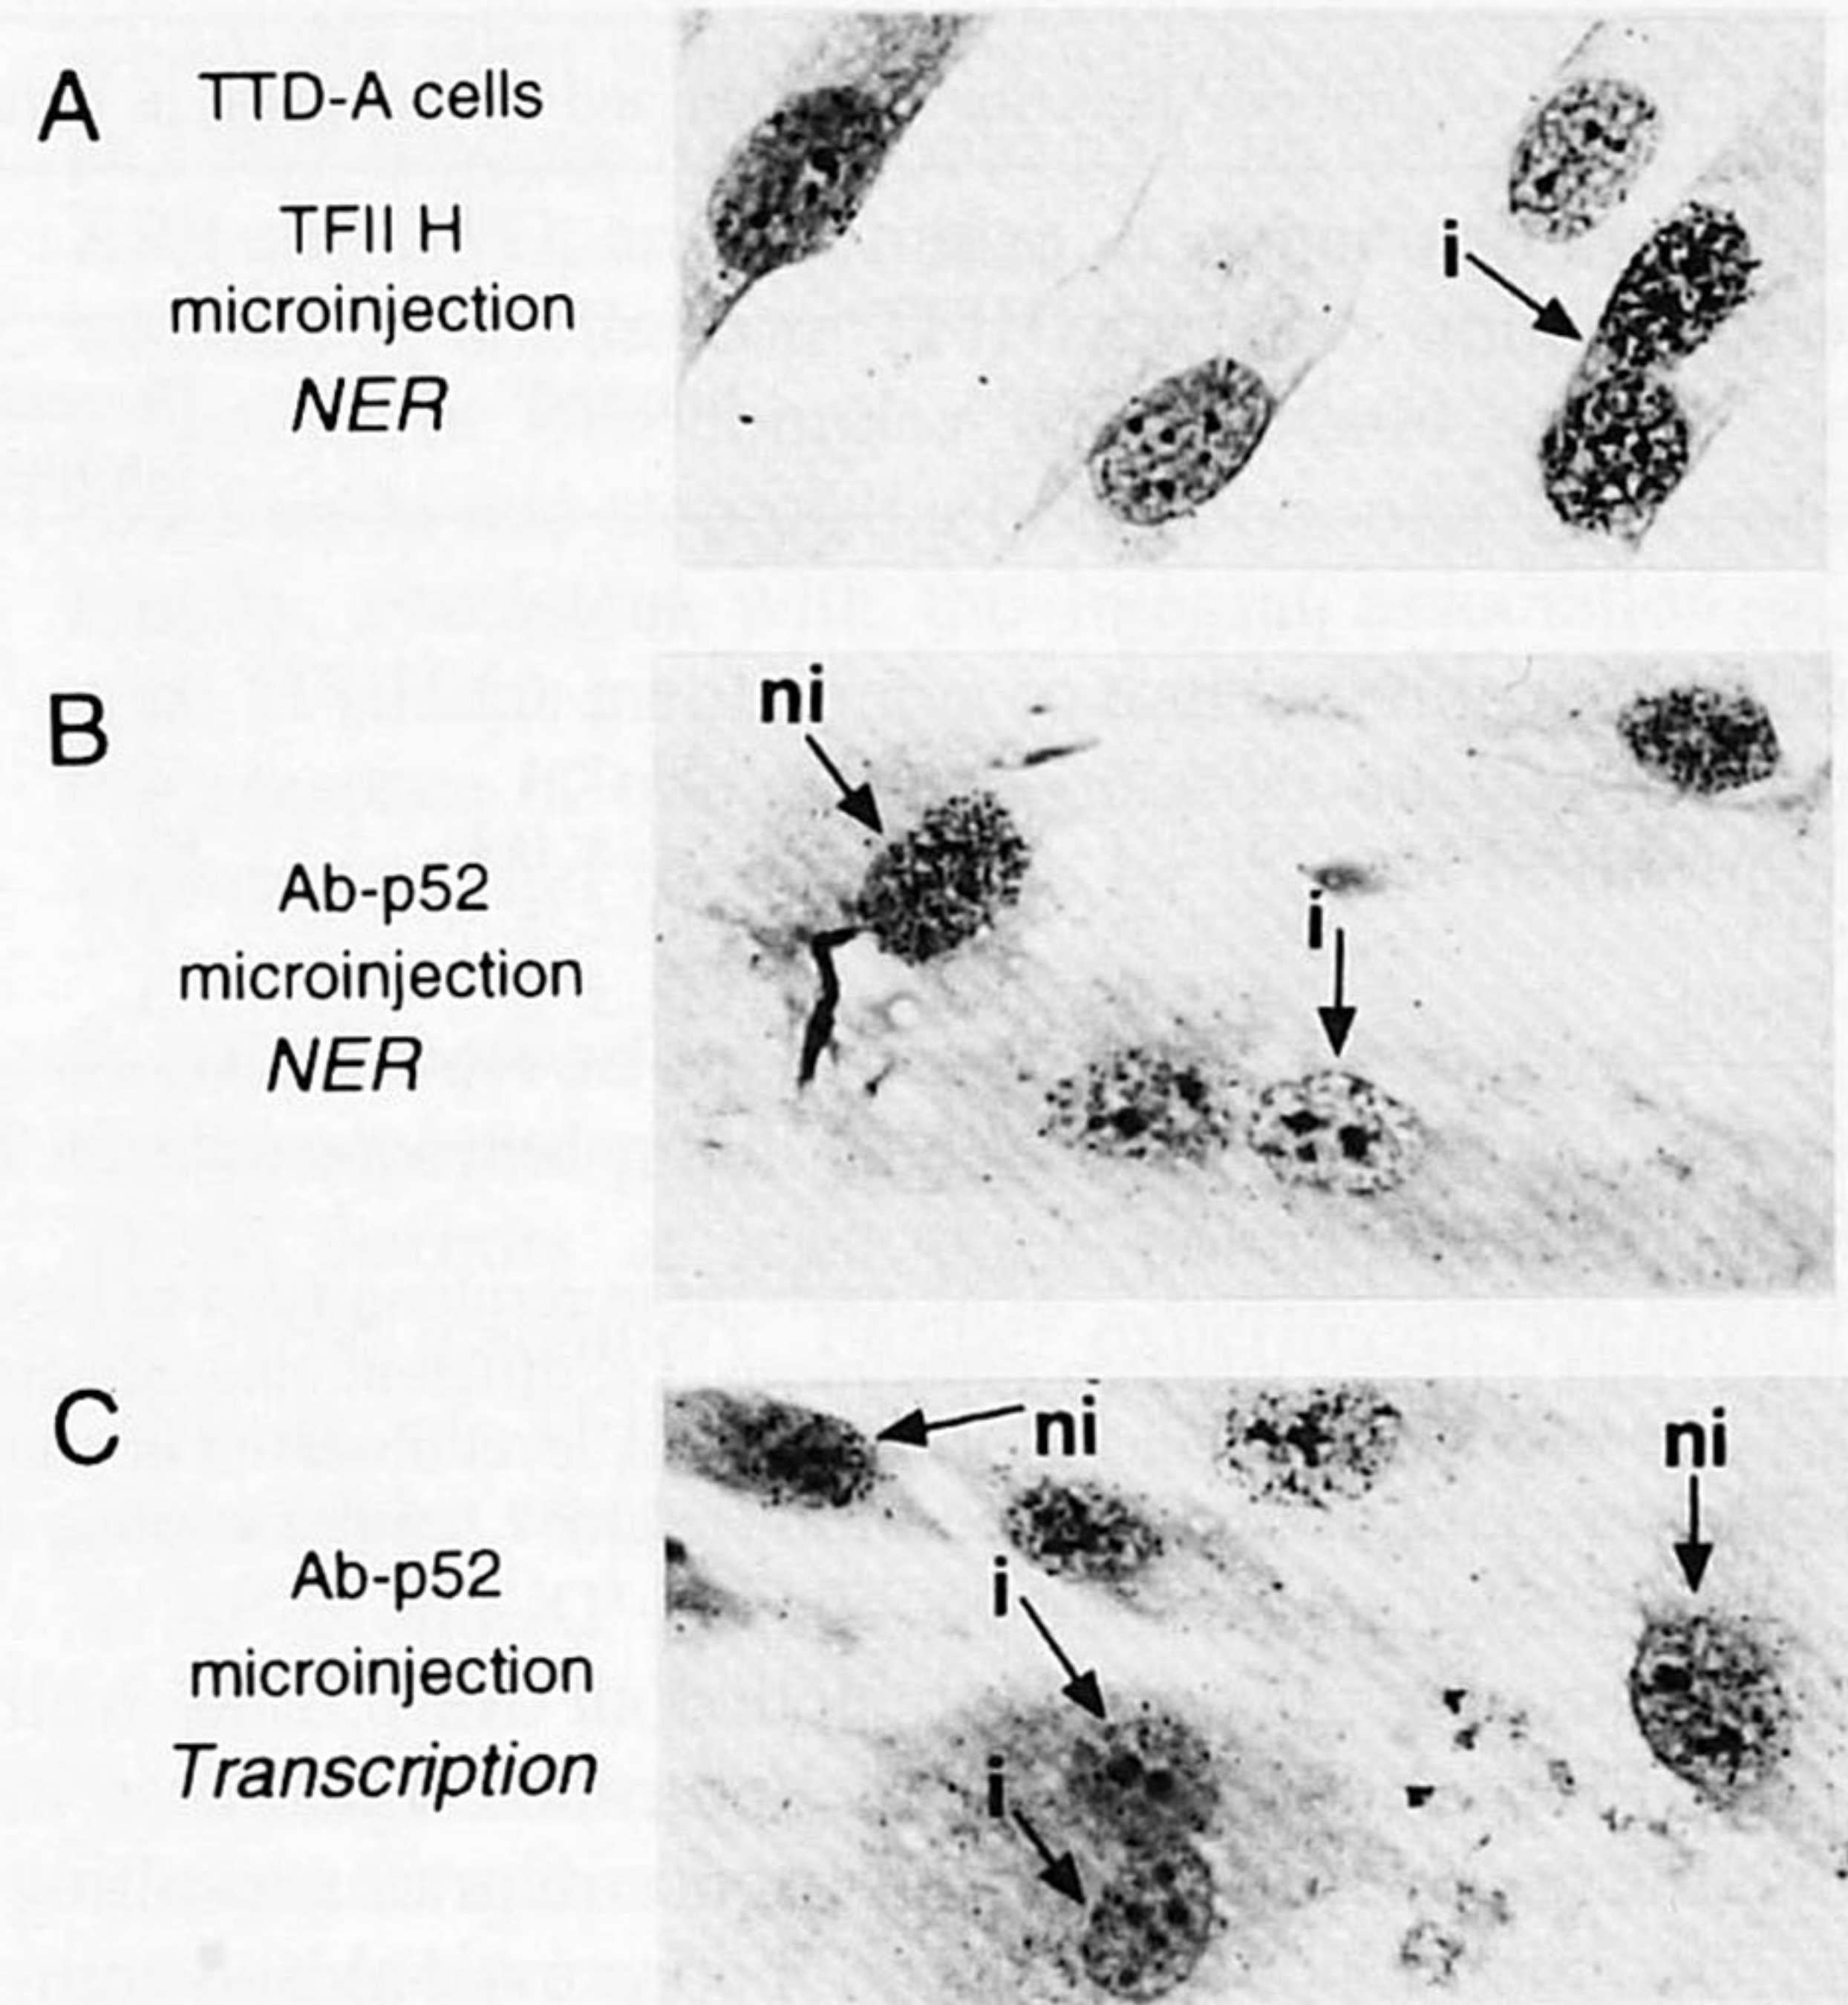 A
TTD-A cells
TFII H
microinjection
NER
i
B
ni
Ab-p52
microinjection
NER
i
C
ni
ni
Ab-p52
microinjection
Transcription
i
i